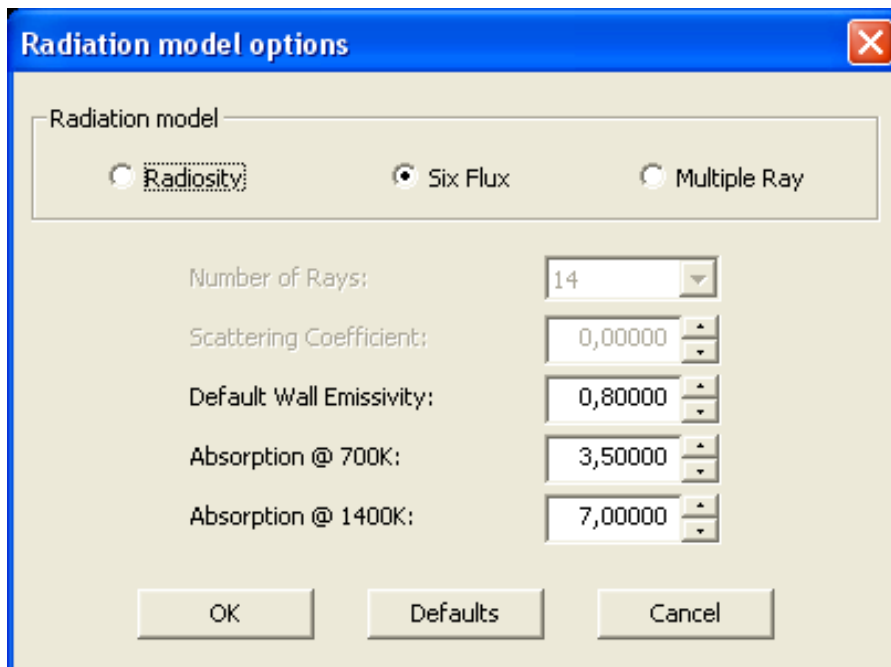 Radiation model options
Radiation model
Radiosity Six Flux Multiple Ray
Number of Rays: 14
Scattering Coefficient: 0,00000
Default Wall Emissivity: 0,80000
Absorption @ 700K: 3,50000
Absorption @ 1400K: 7,00000
OK Defaults Cancel